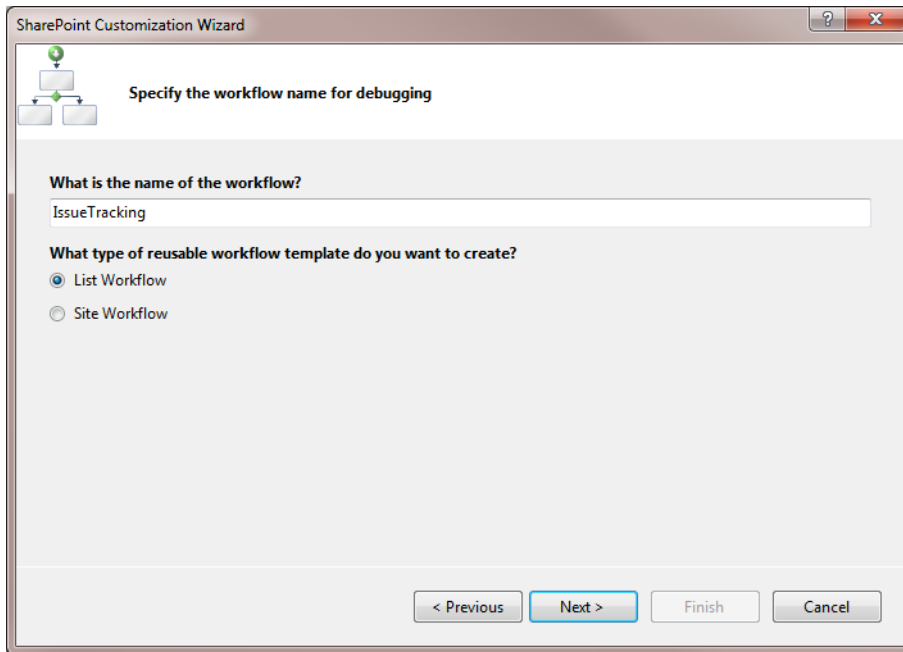 SharePoint Customization Wizard
?
Specify the workflow name for debugging
What is the name of the workflow?
IssueTracking
What type of reusable workflow template do you want to create?
List Workflow
Site Workflow
< Previous
Next >
Finish
Cancel